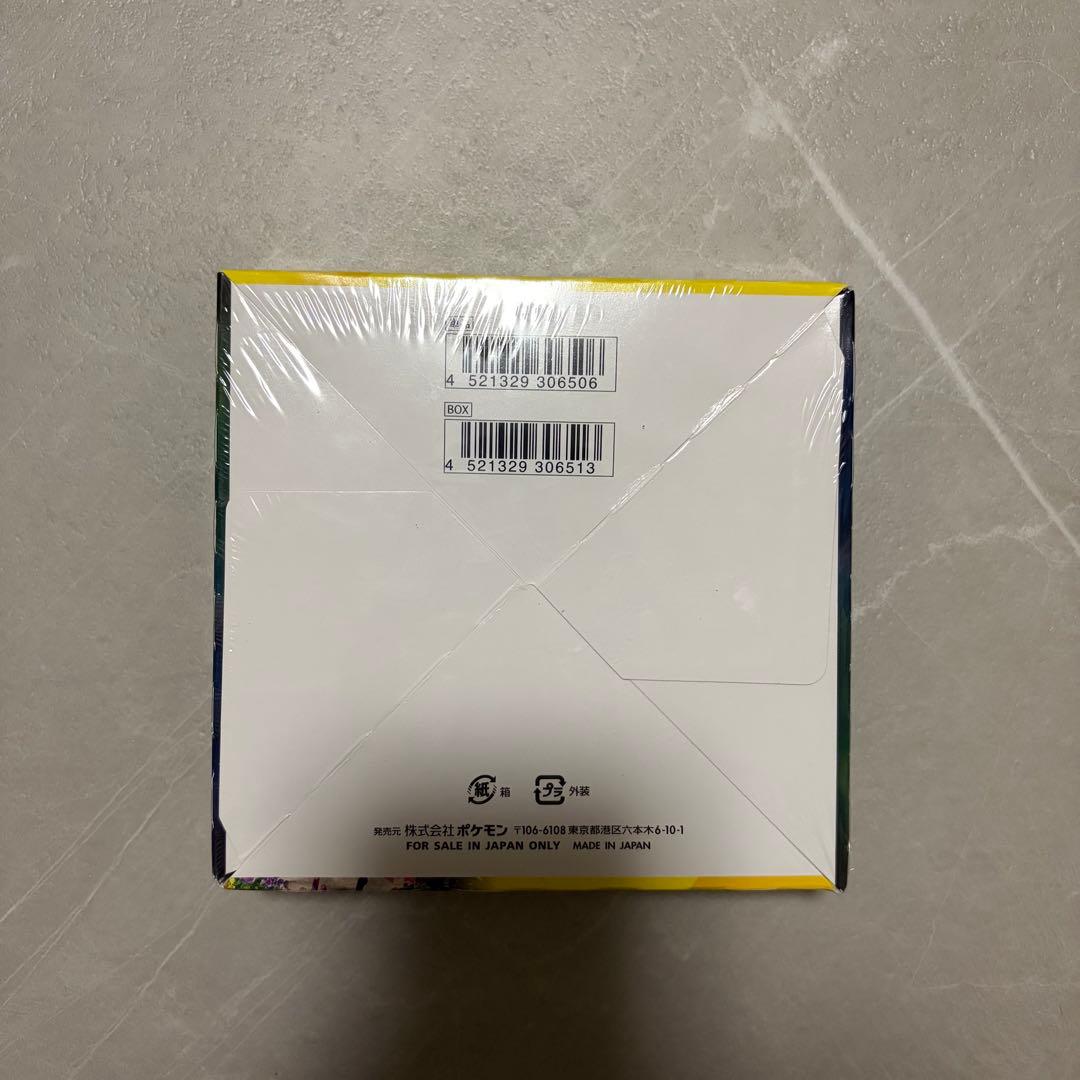 4 521329 306506
BOX
4 521329 306513
紙 箱 プラ 外装
発売元 株式会社 ポケモン 〒106-6108 東京都港区六本木6-10-1
FOR SALE IN JAPAN ONLY MADE IN JAPAN